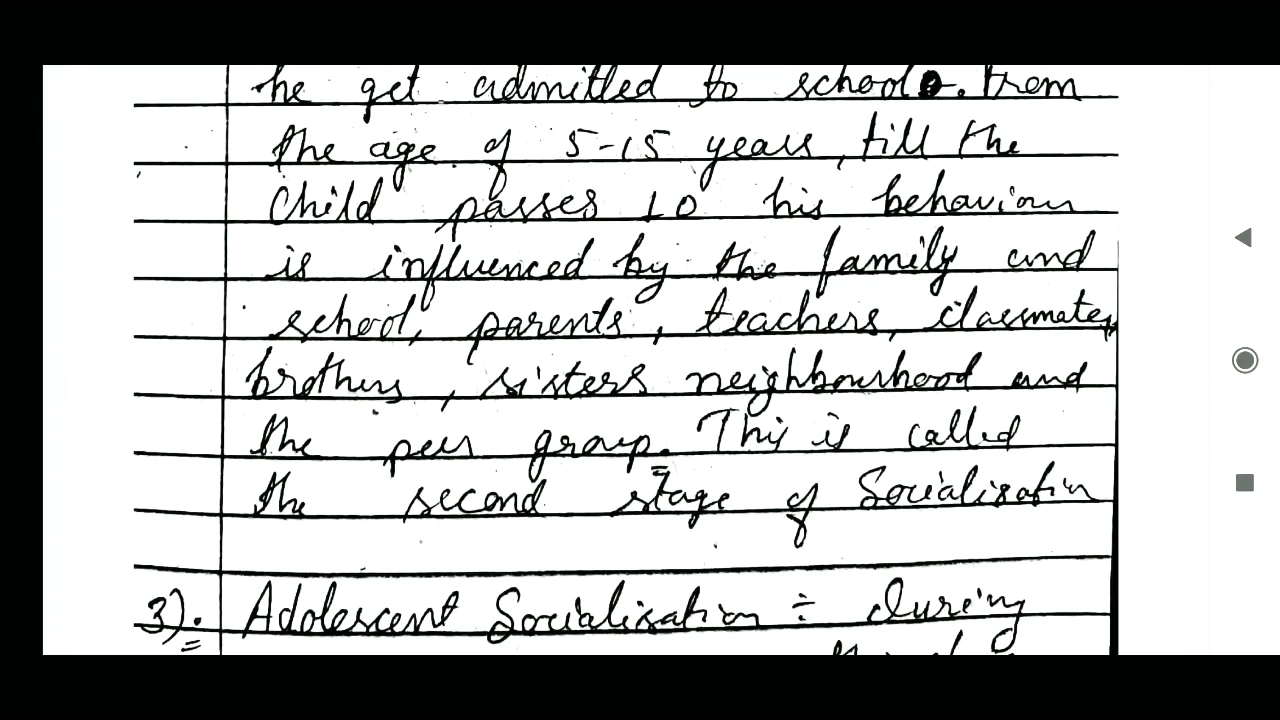 he get admitted to school. From
the age of 5-15 years, till the
child passes 10 his behaviour
is influenced by the family and
school, parents, teachers, classmates,
brothers, sisters neighbourhood and
the peer group. This is called
the second stage of Socialisation
3). Adolescent Socialisation ÷ during